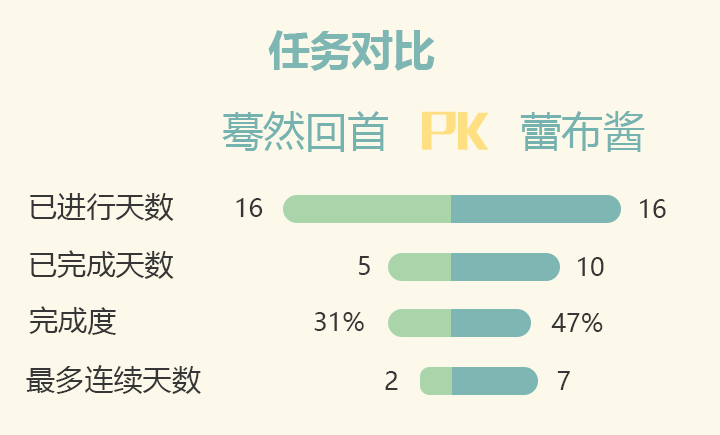 任务对比
蓦然回首 PK 蕾布酱
已进行天数 16 16
已完成天数 5 10
完成度 31% 47%
最多连续天数 2 7